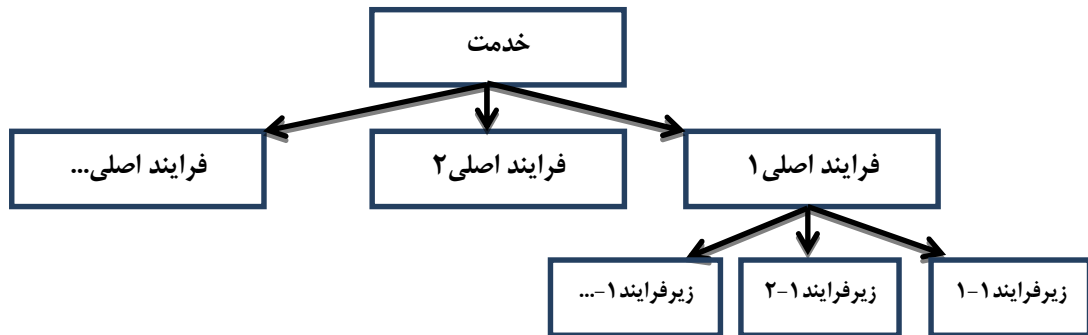 خدمت
فرایند اصلی۱
فرایند اصلی۲
فرایند اصلی...
زیرفرایند۱-۱
زیرفرایند۱-۲
زیرفرایند۱-...